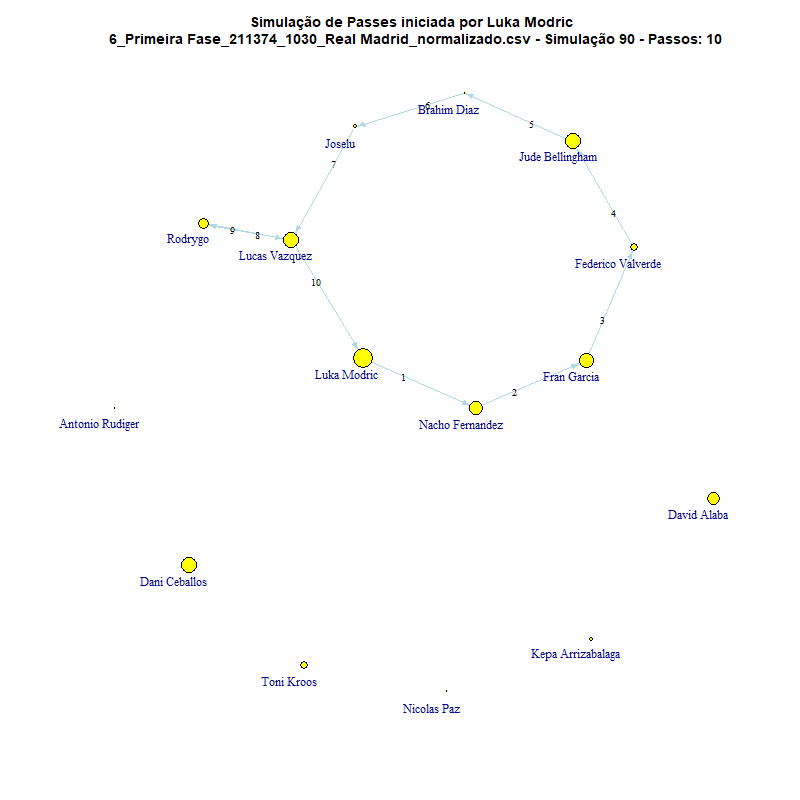 Simulação de Passes iniciada por Luka Modric
6_Primeira Fase_211374_1030_Real Madrid_normalizado.csv - Simulação 90 - Passos: 10
6
Brahim Diaz
5
Joselu
Jude Bellingham
7
4
9
8
Rodrygo
Lucas Vazquez
Federico Valverde
10
3
Luka Modric
1
Fran Garcia
2
Antonio Rudiger
Nacho Fernandez
David Alaba
Dani Ceballos
Kepa Arrizabalaga
Toni Kroos
Nicolas Paz